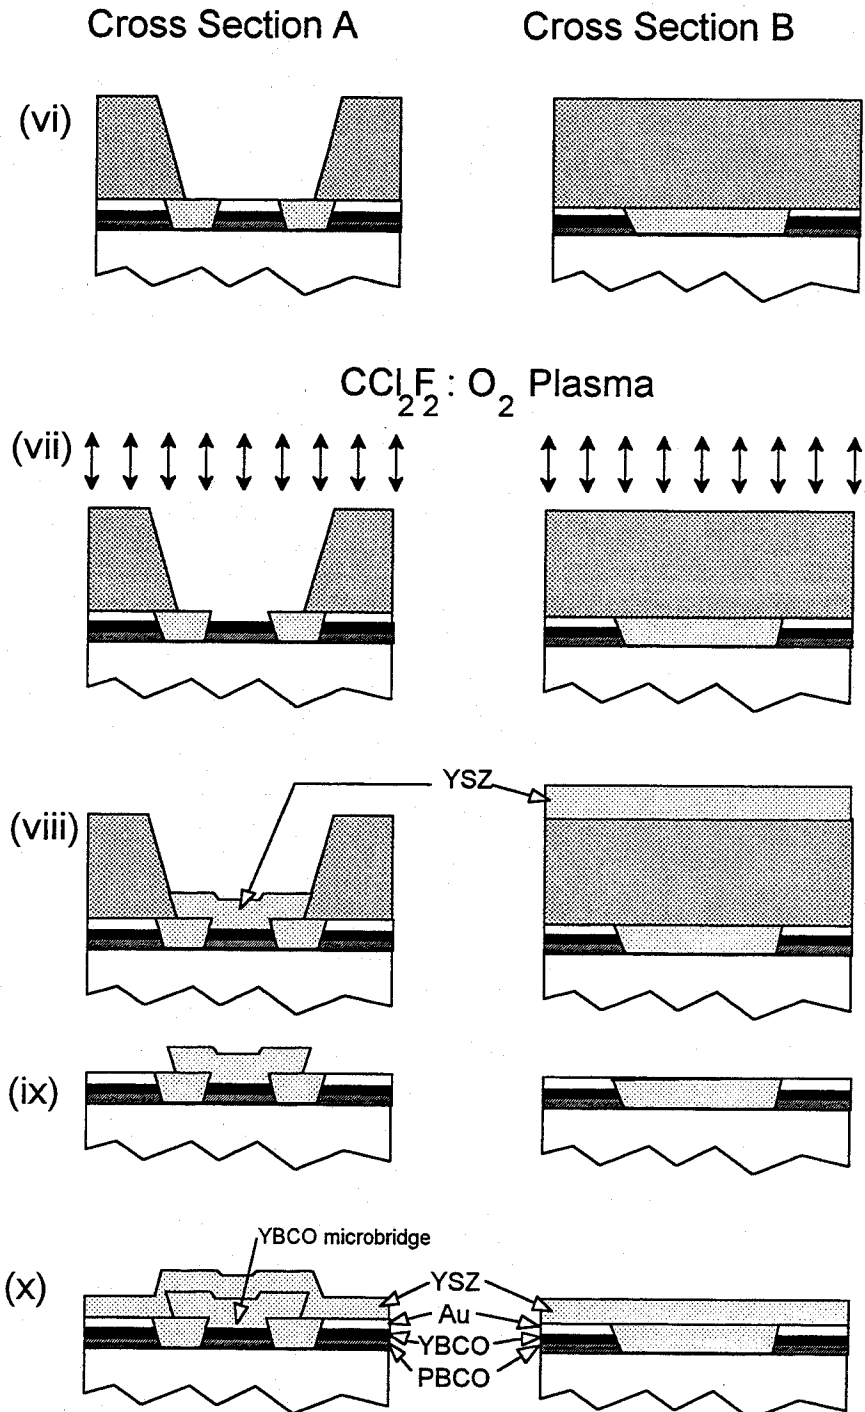 Cross Section A
Cross Section B
(vi)
CCl2F2 : O2 Plasma
(vii)
YSZ
(viii)
(ix)
YBCO microbridge
(x)
YSZ
Au
YBCO
PBCO